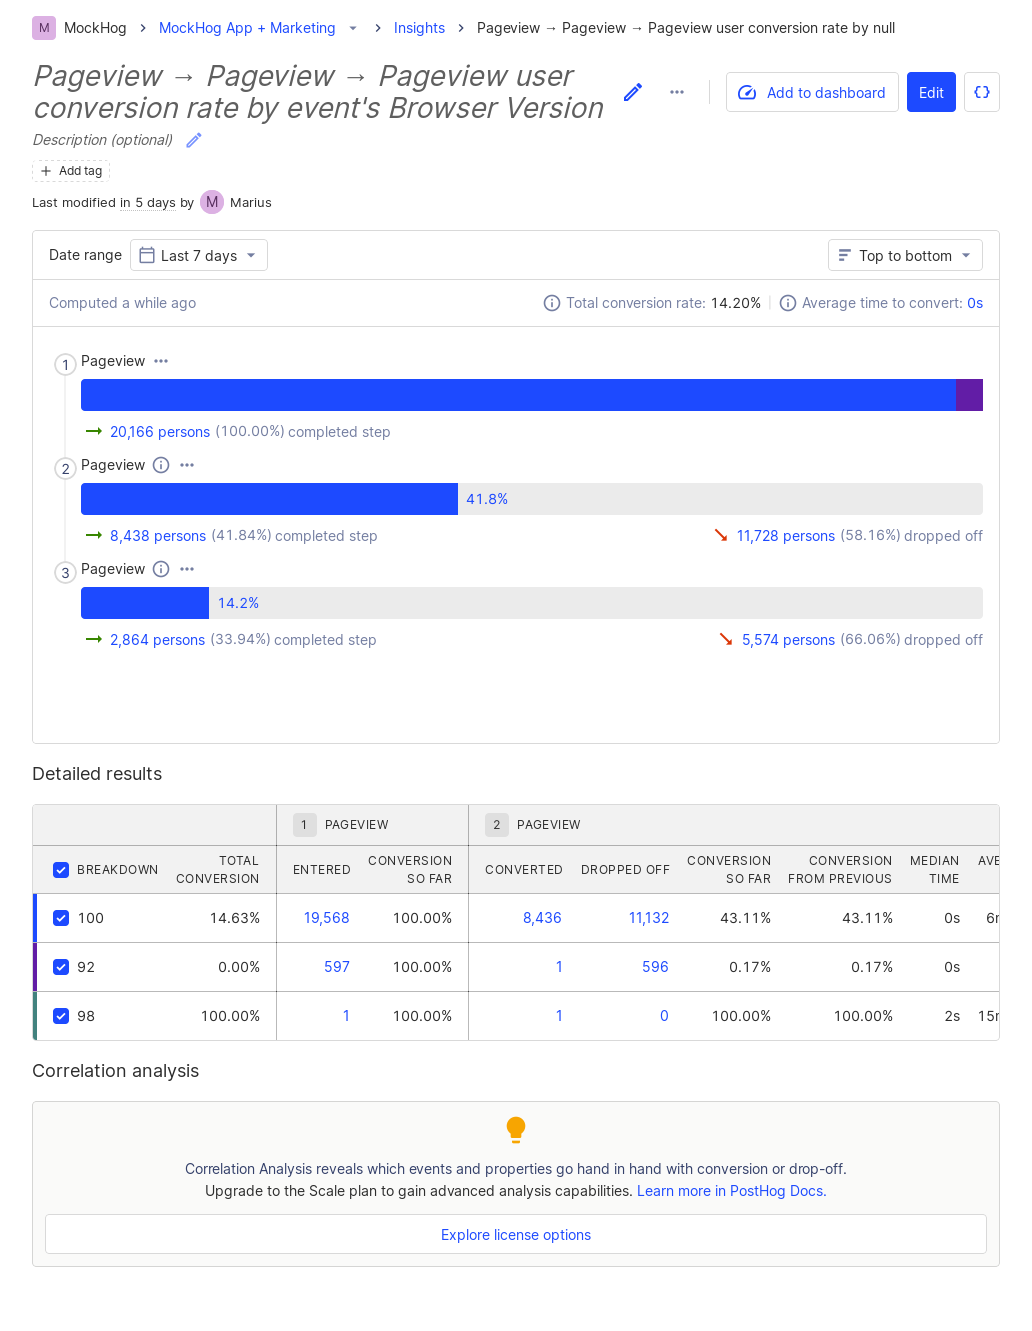 M MockHog > MockHog App + Marketing > Insights > Pageview → Pageview → Pageview user conversion rate by null
Pageview → Pageview → Pageview user
conversion rate by event's Browser Version
Add to dashboard
Edit
Description (optional)
+ Add tag
Last modified in 5 days by M Marius
Date range Last 7 days Top to bottom
Computed a while ago Total conversion rate: 14.20% Average time to convert: 0s
1 Pageview
→ 20,166 persons (100.00%) completed step
2 Pageview
41.8%
→ 8,438 persons (41.84%) completed step 11,728 persons (58.16%) dropped off
3 Pageview
14.2%
→ 2,864 persons (33.94%) completed step 5,574 persons (66.06%) dropped off
Detailed results
1 PAGEVIEW 2 PAGEVIEW
BREAKDOWN TOTAL CONVERSION ENTERED CONVERSION SO FAR CONVERTED DROPPED OFF CONVERSION SO FAR CONVERSION FROM PREVIOUS MEDIAN TIME AVE
100 14.63% 19,568 100.00% 8,436 11,132 43.11% 43.11% 0s 6
92 0.00% 597 100.00% 1 596 0.17% 0.17% 0s
98 100.00% 1 100.00% 1 0 100.00% 100.00% 2s 15
Correlation analysis
Correlation Analysis reveals which events and properties go hand in hand with conversion or drop-off.
Upgrade to the Scale plan to gain advanced analysis capabilities. Learn more in PostHog Docs.
Explore license options